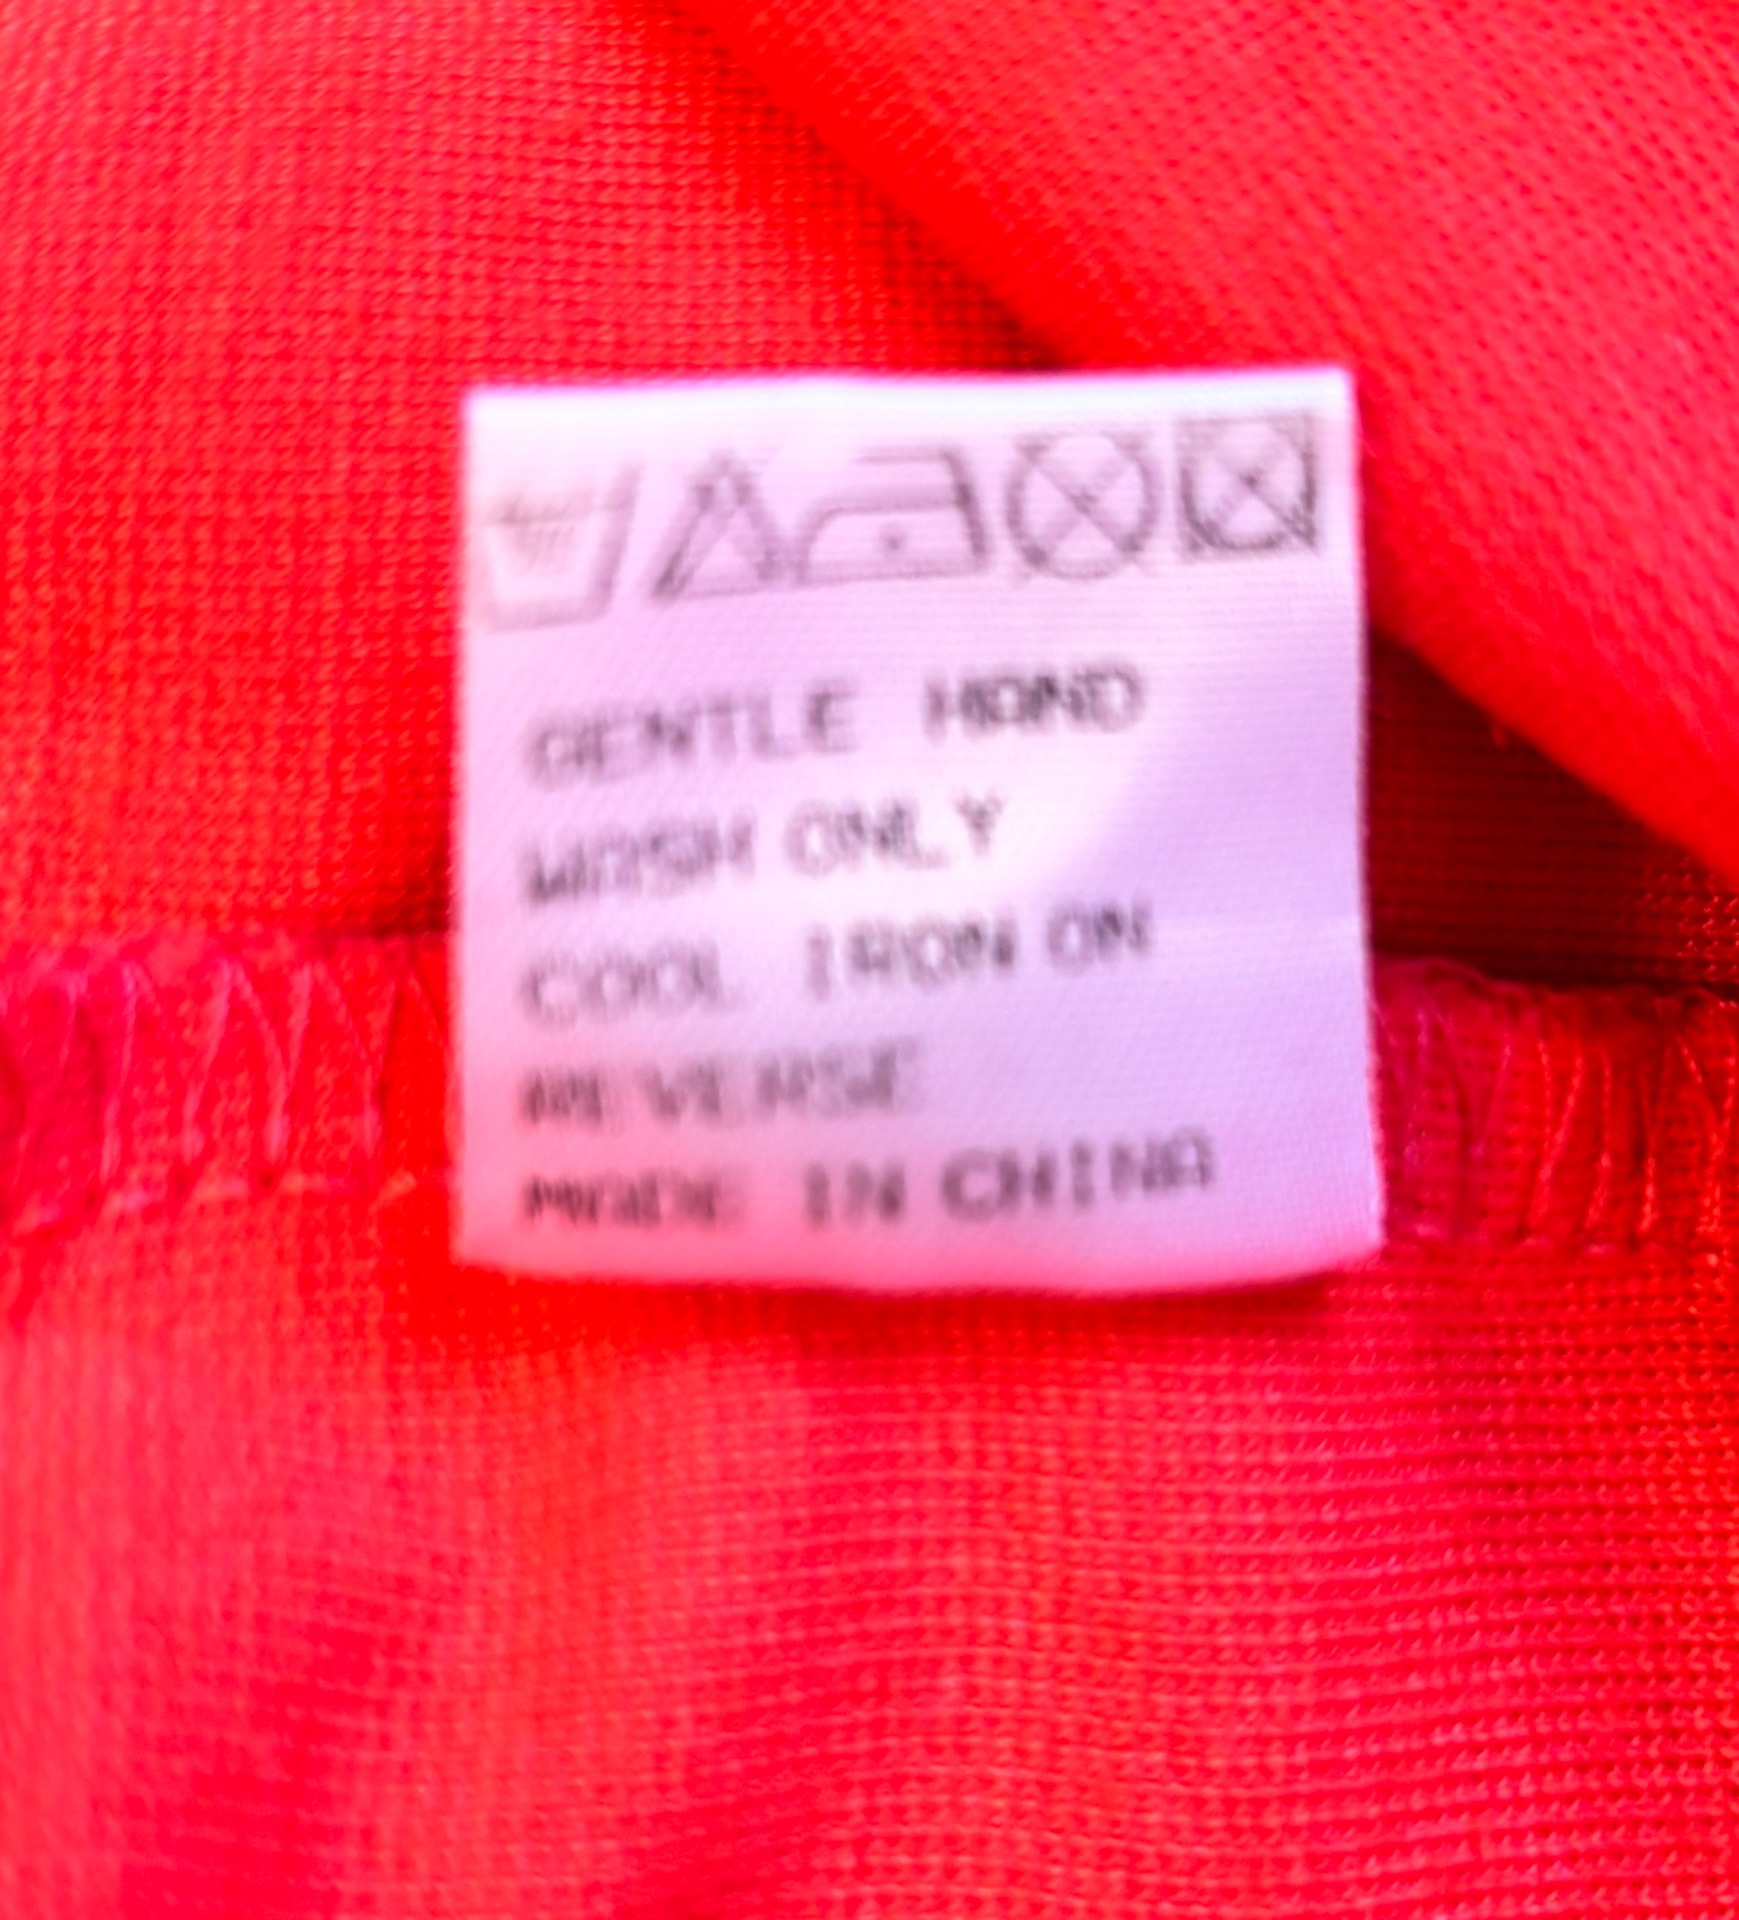 GENTLE HAND
WASH ONLY
COOL IRON ON
REVERSE
MADE IN CHINA